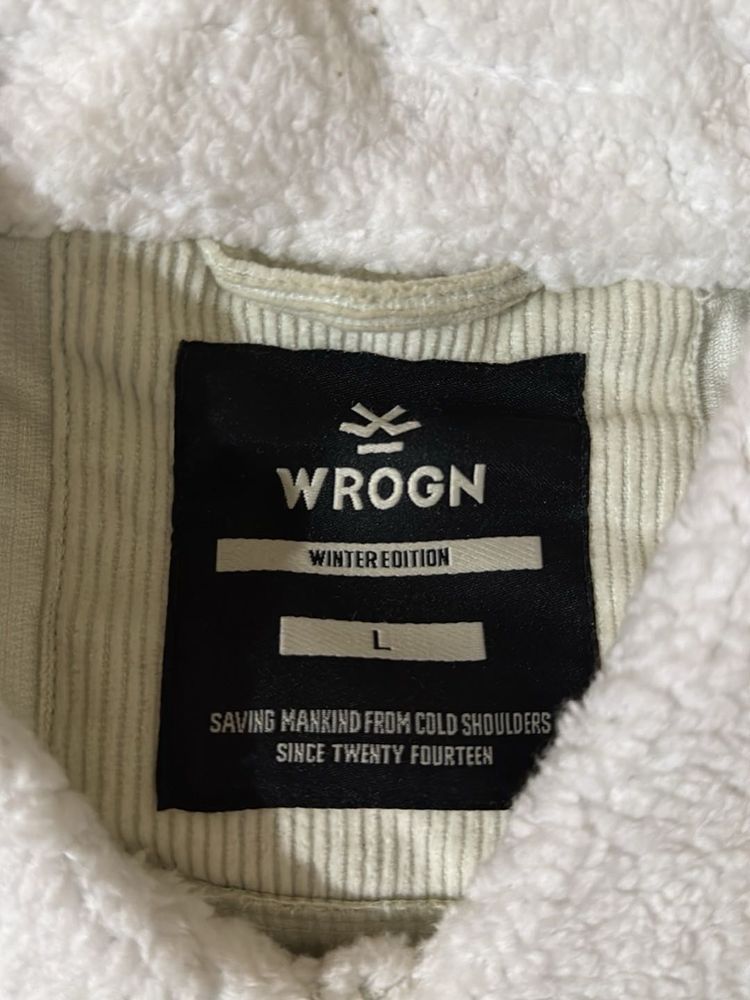 WROGN
WINTER EDITION
L
SAVING MANKIND FROM COLD SHOULDERS
SINCE TWENTY FOURTEEN